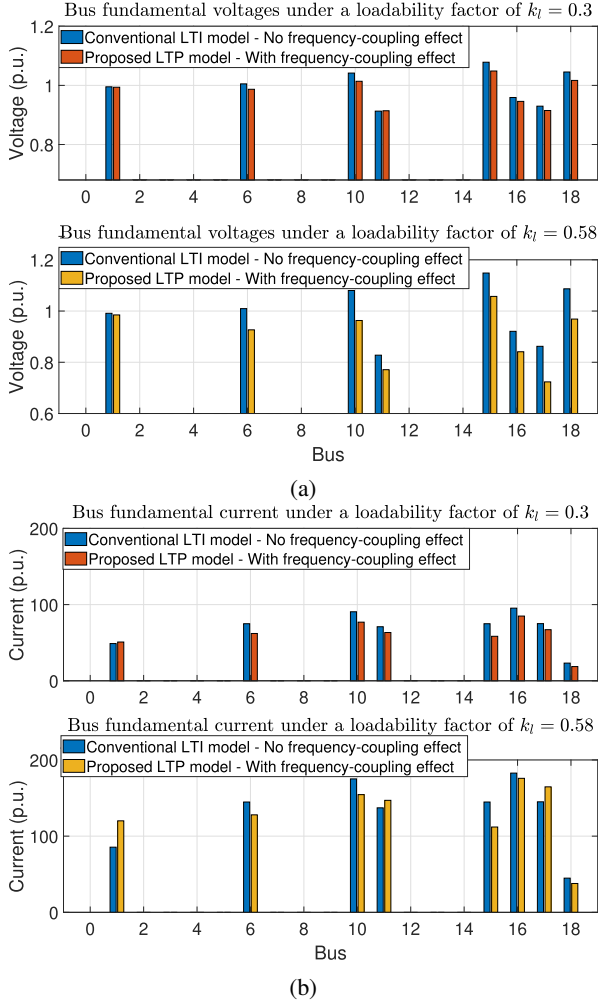 Bus fundamental voltages under a loadability factor of kₗ = 0.3
1.2
Conventional LTI model - No frequency-coupling effect
Proposed LTP model - With frequency-coupling effect
1
0.8
Voltage (p.u.)
0 2 4 6 8 10 12 14 16 18
Bus fundamental voltages under a loadability factor of kₗ = 0.58
1.2
Conventional LTI model - No frequency-coupling effect
Proposed LTP model - With frequency-coupling effect
1
0.8
0.6
Voltage (p.u.)
0 2 4 6 8 10 12 14 16 18
Bus
(a)
Bus fundamental current under a loadability factor of kₗ = 0.3
200
Conventional LTI model - No frequency-coupling effect
Proposed LTP model - With frequency-coupling effect
100
0
Current (p.u.)
0 2 4 6 8 10 12 14 16 18
Bus fundamental current under a loadability factor of kₗ = 0.58
200
Conventional LTI model - No frequency-coupling effect
Proposed LTP model - With frequency-coupling effect
100
0
Current (p.u.)
0 2 4 6 8 10 12 14 16 18
Bus
(b)